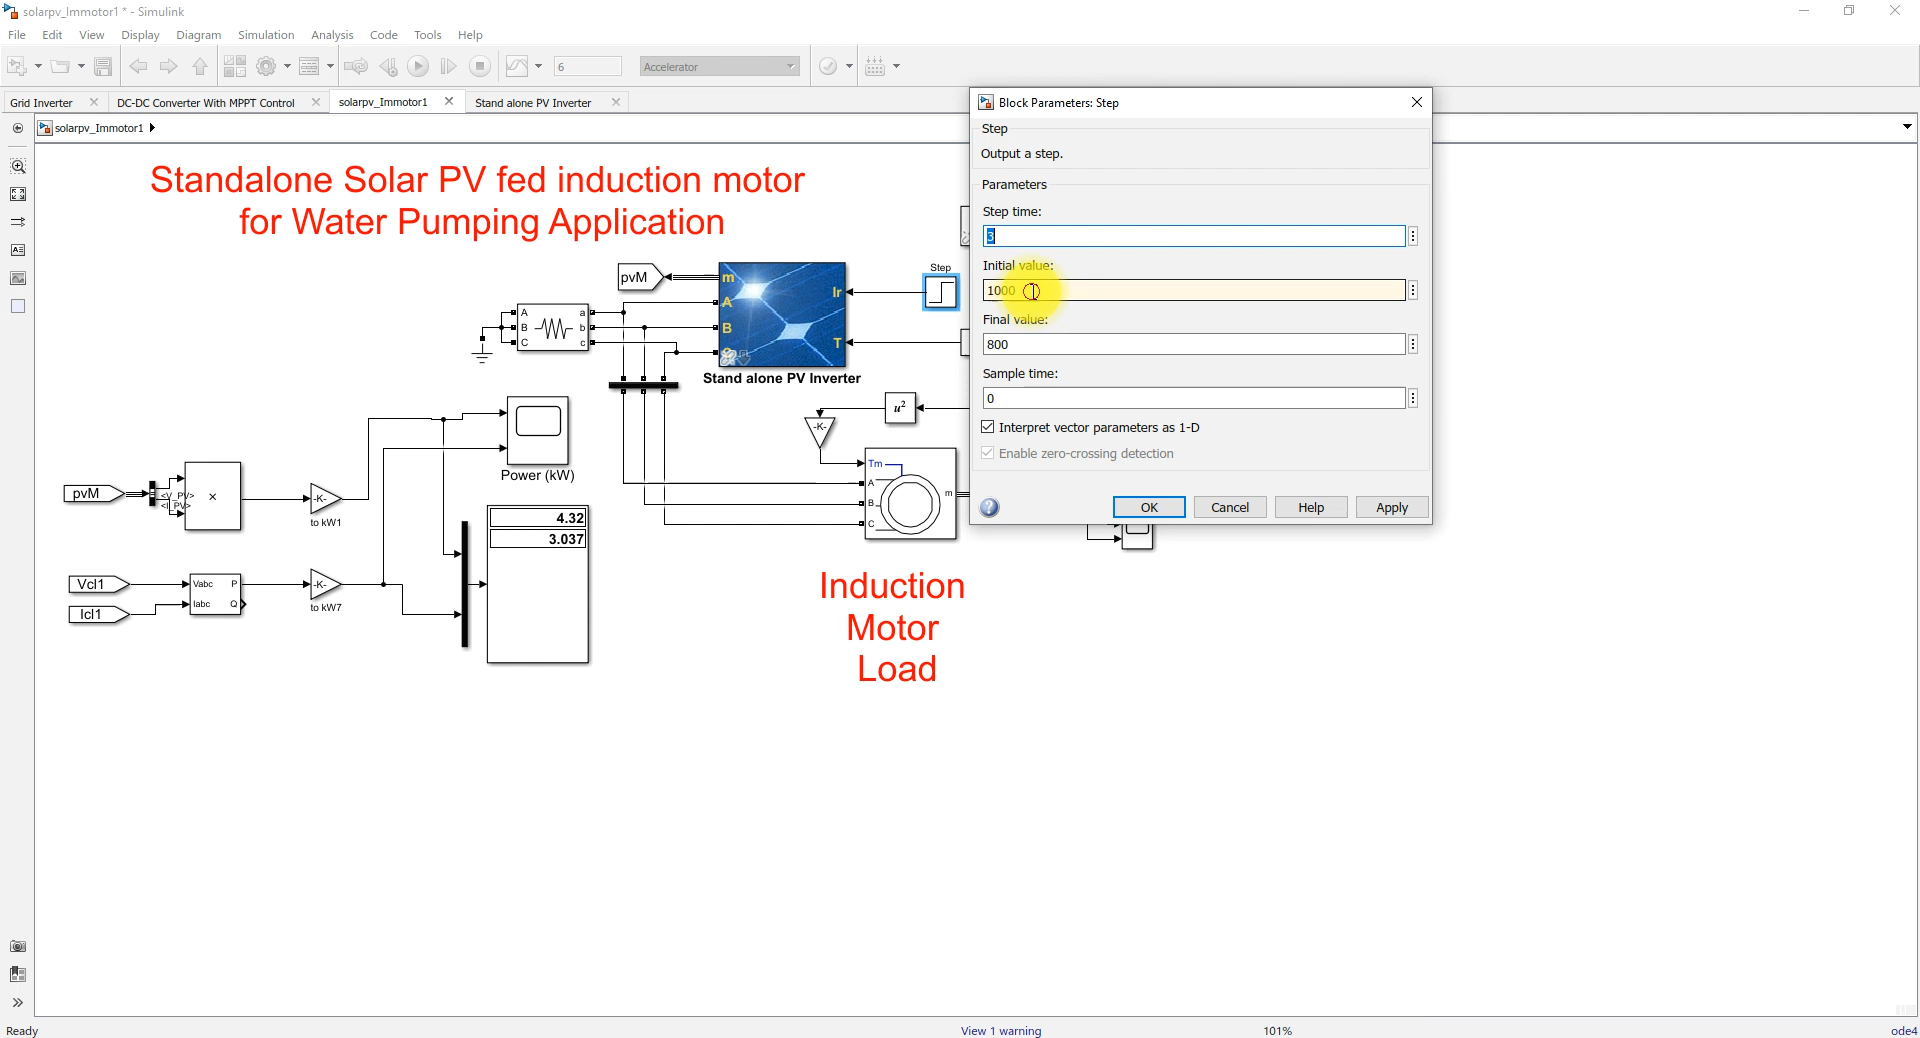 solarpv_Immotor1 * - Simulink
File Edit View Display Diagram Simulation Analysis Code Tools Help
6 Accelerator
Grid Inverter DC-DC Converter With MPPT Control solarpv_Immotor1 Stand alone PV Inverter
solarpv_Immotor1
Standalone Solar PV fed induction motor
for Water Pumping Application
pvM
m
A
B
Ir
T
Step
Stand alone PV Inverter
A a
B b
C c
u²
-K-
Tm
A
B
C
m
Power (kW)
pvM
<V_PV>
<I_PV>
×
-K-
to kW1
4.32
3.037
Vcl1
Icl1
Vabc P
Iabc Q
-K-
to kW7
Induction
Motor
Load
Block Parameters: Step
Step
Output a step.
Parameters
Step time:
3
Initial value:
1000
Final value:
800
Sample time:
0
Interpret vector parameters as 1-D
Enable zero-crossing detection
OK Cancel Help Apply
Ready View 1 warning 101% ode4